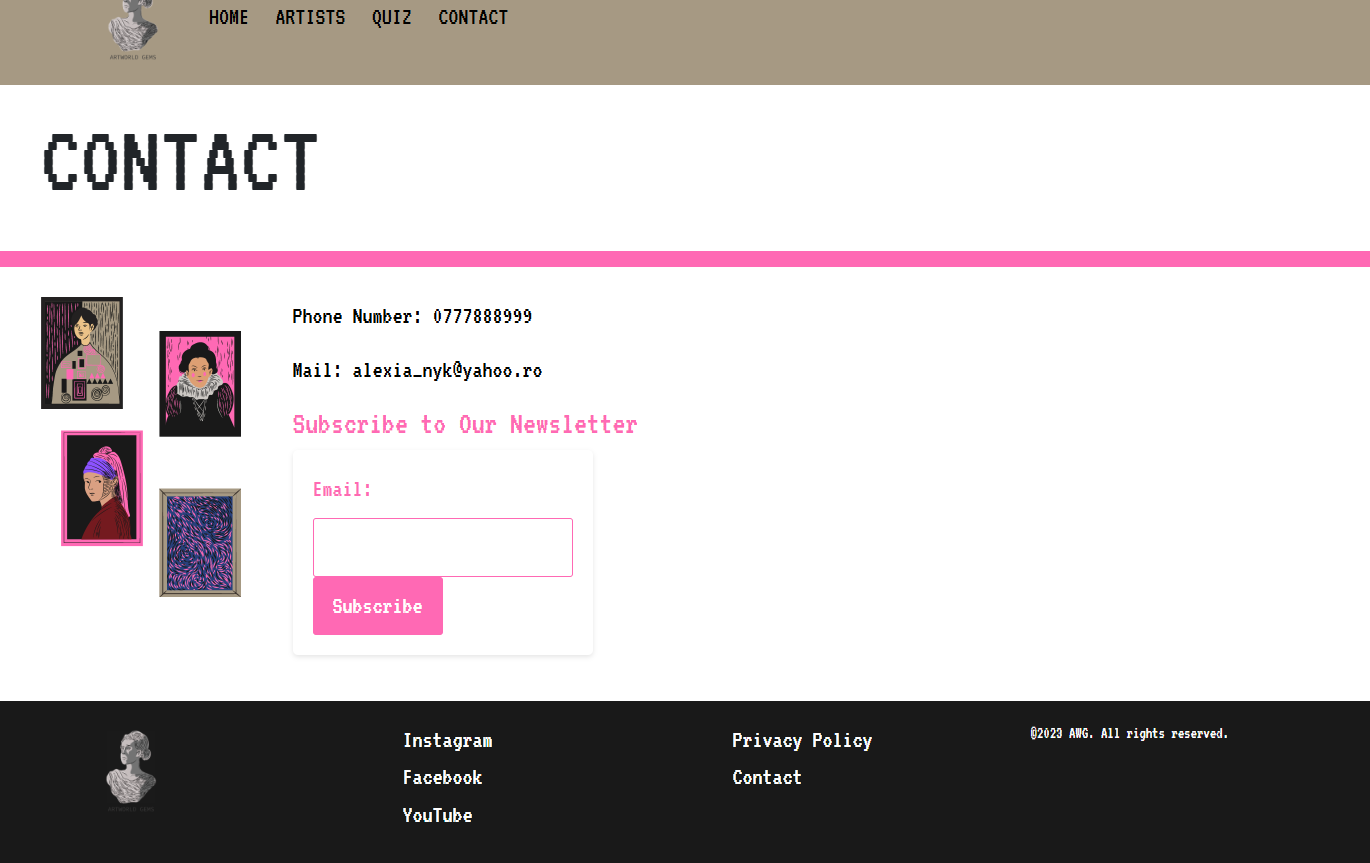 HOME ARTISTS QUIZ CONTACT
ARTWORLD GEMS
CONTACT
Phone Number: 0777888999
Mail: alexia_nyk@yahoo.ro
Subscribe to Our Newsletter
Email:
Subscribe
Instagram
Facebook
YouTube
ARTWORLD GEMS
Privacy Policy
Contact
@2023 AWG. All rights reserved.